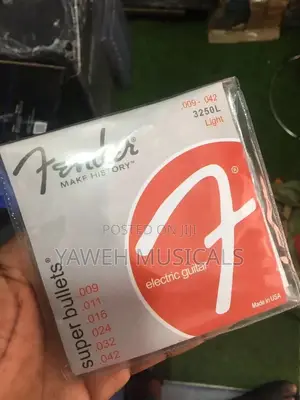 .009 - .042
3250L
Light
Fender
MAKE HISTORY™
F®
electric guitar
super bullets®
.009
.011
.016
.024
.032
.042
Made in USA
POSTED ON JIJI
YAWEH MUSICALS